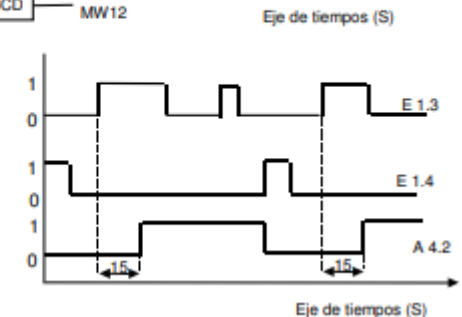 CD
MW12
Eje de tiempos (S)
1
0
E 1.3
1
0
E 1.4
1
0
A 4.2
15
15
Eje de tiempos (S)